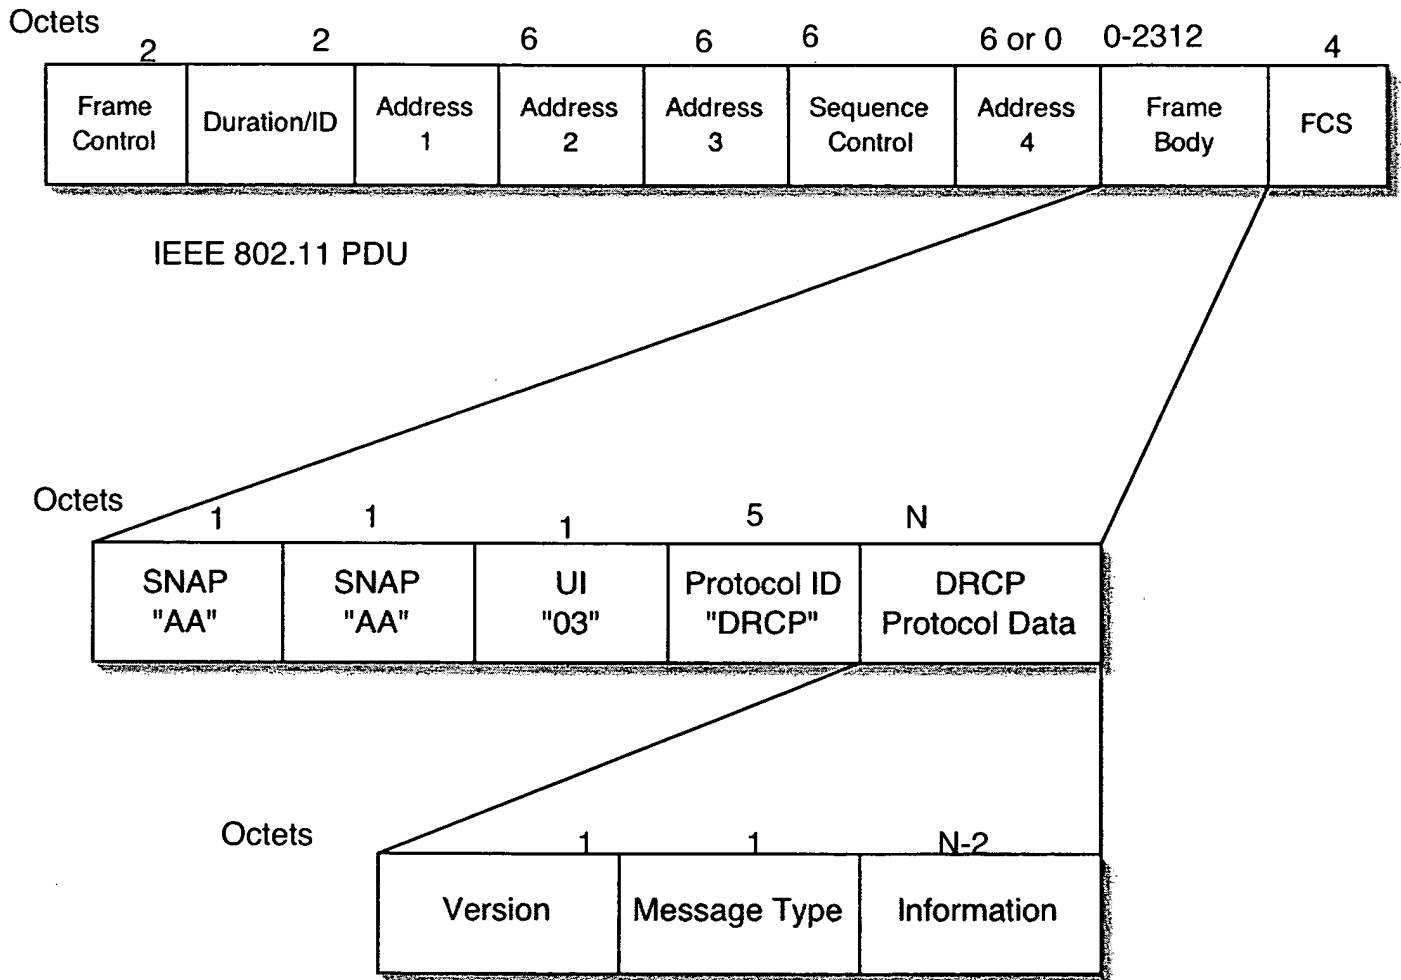 Octets
2 2 6 6 6 6 or 0 0-2312 4
Frame Control
Duration/ID
Address 1
Address 2
Address 3
Sequence Control
Address 4
Frame Body
FCS
IEEE 802.11 PDU
Octets
1 1 1 5 N
SNAP "AA"
SNAP "AA"
UI "03"
Protocol ID "DRCP"
DRCP Protocol Data
Octets
1 1 N-2
Version
Message Type
Information